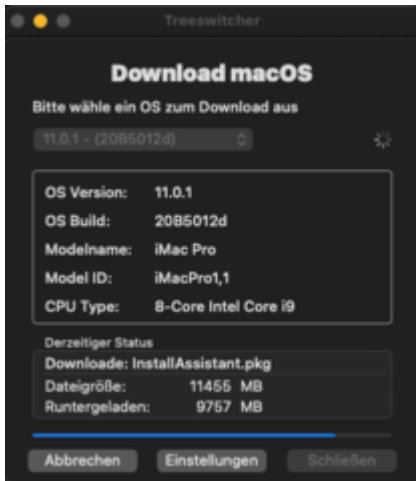 Treeswitcher
Download macOS
Bitte wähle ein OS zum Download aus
11.0.1 - (20B5012d)
OS Version: 11.0.1
OS Build: 20B5012d
Modelname: iMac Pro
Model ID: iMacPro1,1
CPU Type: 8-Core Intel Core i9
Derzeitiger Status
Downloade: InstallAssistant.pkg
Dateigröße: 11455 MB
Runtergeladen: 9757 MB
Abbrechen Einstellungen Schließen